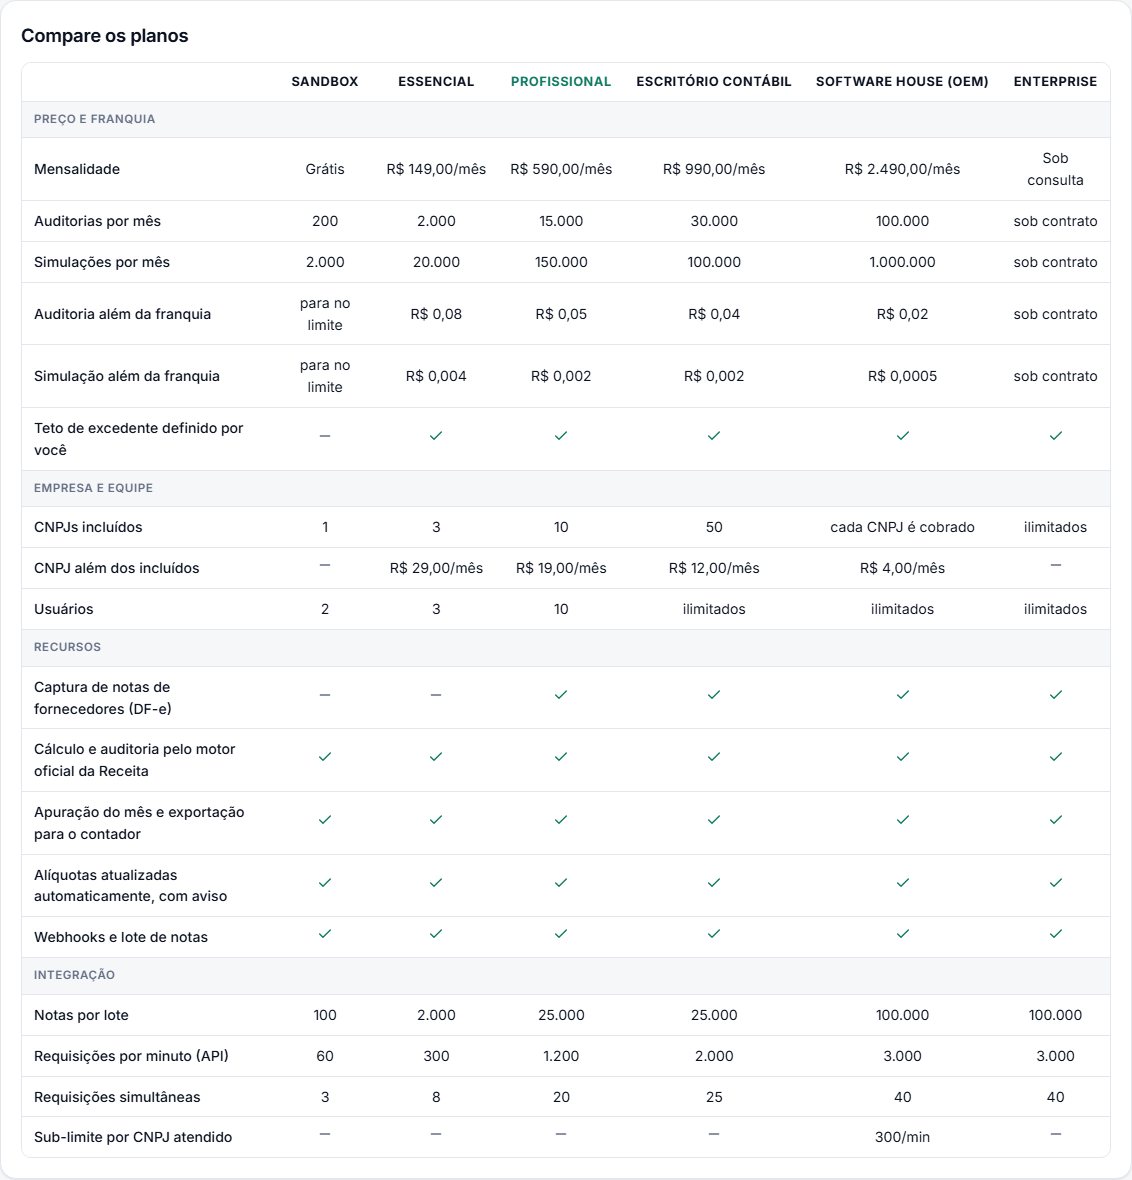 Compare os planos
SANDBOX ESSENCIAL PROFISSIONAL ESCRITÓRIO CONTÁBIL SOFTWARE HOUSE (OEM) ENTERPRISE
PREÇO E FRANQUIA
Mensalidade Grátis R$ 149,00/mês R$ 590,00/mês R$ 990,00/mês R$ 2.490,00/mês Sob
consulta
Auditorias por mês 200 2.000 15.000 30.000 100.000 sob contrato
Simulações por mês 2.000 20.000 150.000 100.000 1.000.000 sob contrato
Auditoria além da franquia para no
limite R$ 0,08 R$ 0,05 R$ 0,04 R$ 0,02 sob contrato
Simulação além da franquia para no
limite R$ 0,004 R$ 0,002 R$ 0,002 R$ 0,0005 sob contrato
Teto de excedente definido por
você — ✓ ✓ ✓ ✓ ✓
EMPRESA E EQUIPE
CNPJs incluídos 1 3 10 50 cada CNPJ é cobrado ilimitados
CNPJ além dos incluídos — R$ 29,00/mês R$ 19,00/mês R$ 12,00/mês R$ 4,00/mês —
Usuários 2 3 10 ilimitados ilimitados ilimitados
RECURSOS
Captura de notas de
fornecedores (DF-e) — — ✓ ✓ ✓ ✓
Cálculo e auditoria pelo motor
oficial da Receita ✓ ✓ ✓ ✓ ✓ ✓
Apuração do mês e exportação
para o contador ✓ ✓ ✓ ✓ ✓ ✓
Alíquotas atualizadas
automaticamente, com aviso ✓ ✓ ✓ ✓ ✓ ✓
Webhooks e lote de notas ✓ ✓ ✓ ✓ ✓ ✓
INTEGRAÇÃO
Notas por lote 100 2.000 25.000 25.000 100.000 100.000
Requisições por minuto (API) 60 300 1.200 2.000 3.000 3.000
Requisições simultâneas 3 8 20 25 40 40
Sub-limite por CNPJ atendido — — — — 300/min —